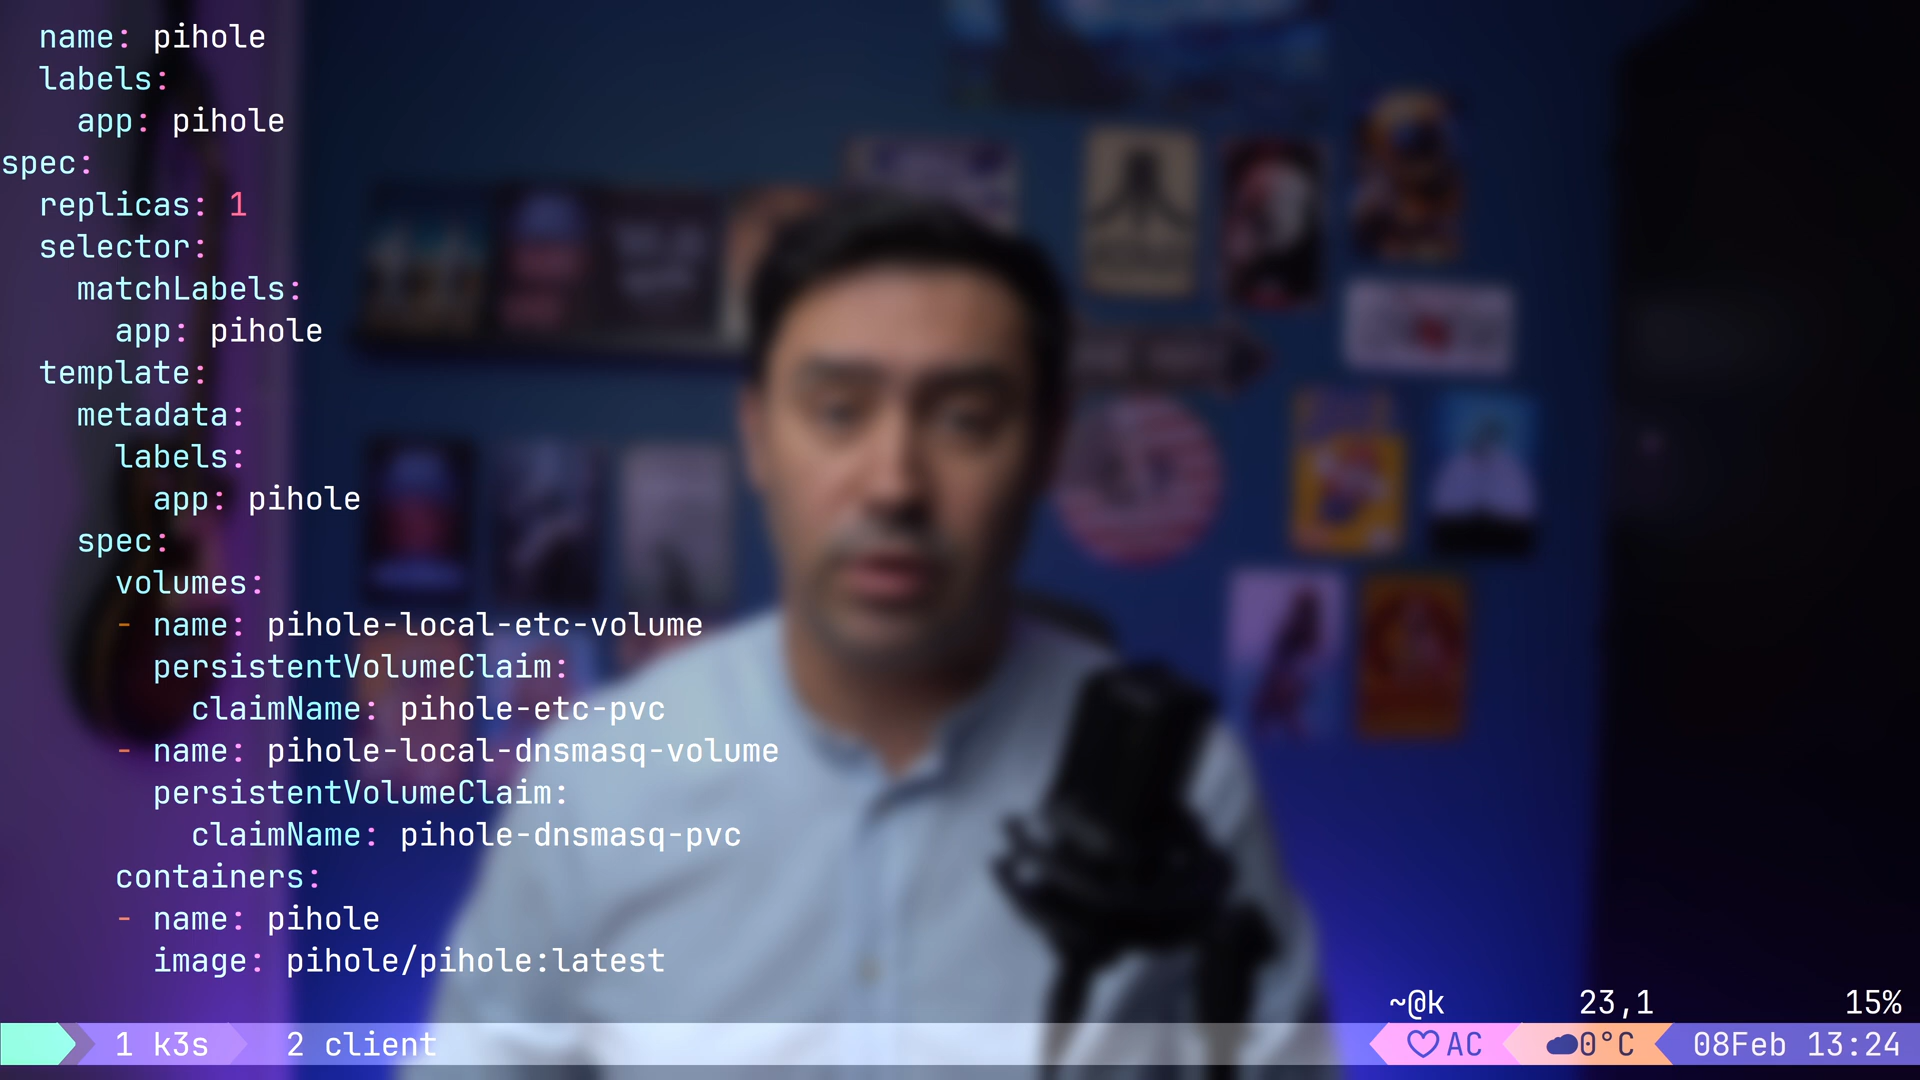 name: pihole
  labels:
    app: pihole
spec:
  replicas: 1
  selector:
    matchLabels:
      app: pihole
  template:
    metadata:
      labels:
        app: pihole
    spec:
      volumes:
      - name: pihole-local-etc-volume
        persistentVolumeClaim:
          claimName: pihole-etc-pvc
      - name: pihole-local-dnsmasq-volume
        persistentVolumeClaim:
          claimName: pihole-dnsmasq-pvc
      containers:
      - name: pihole
        image: pihole/pihole:latest
~@k 23,1 15%
1 k3s 2 client AC 0°C 08Feb 13:24